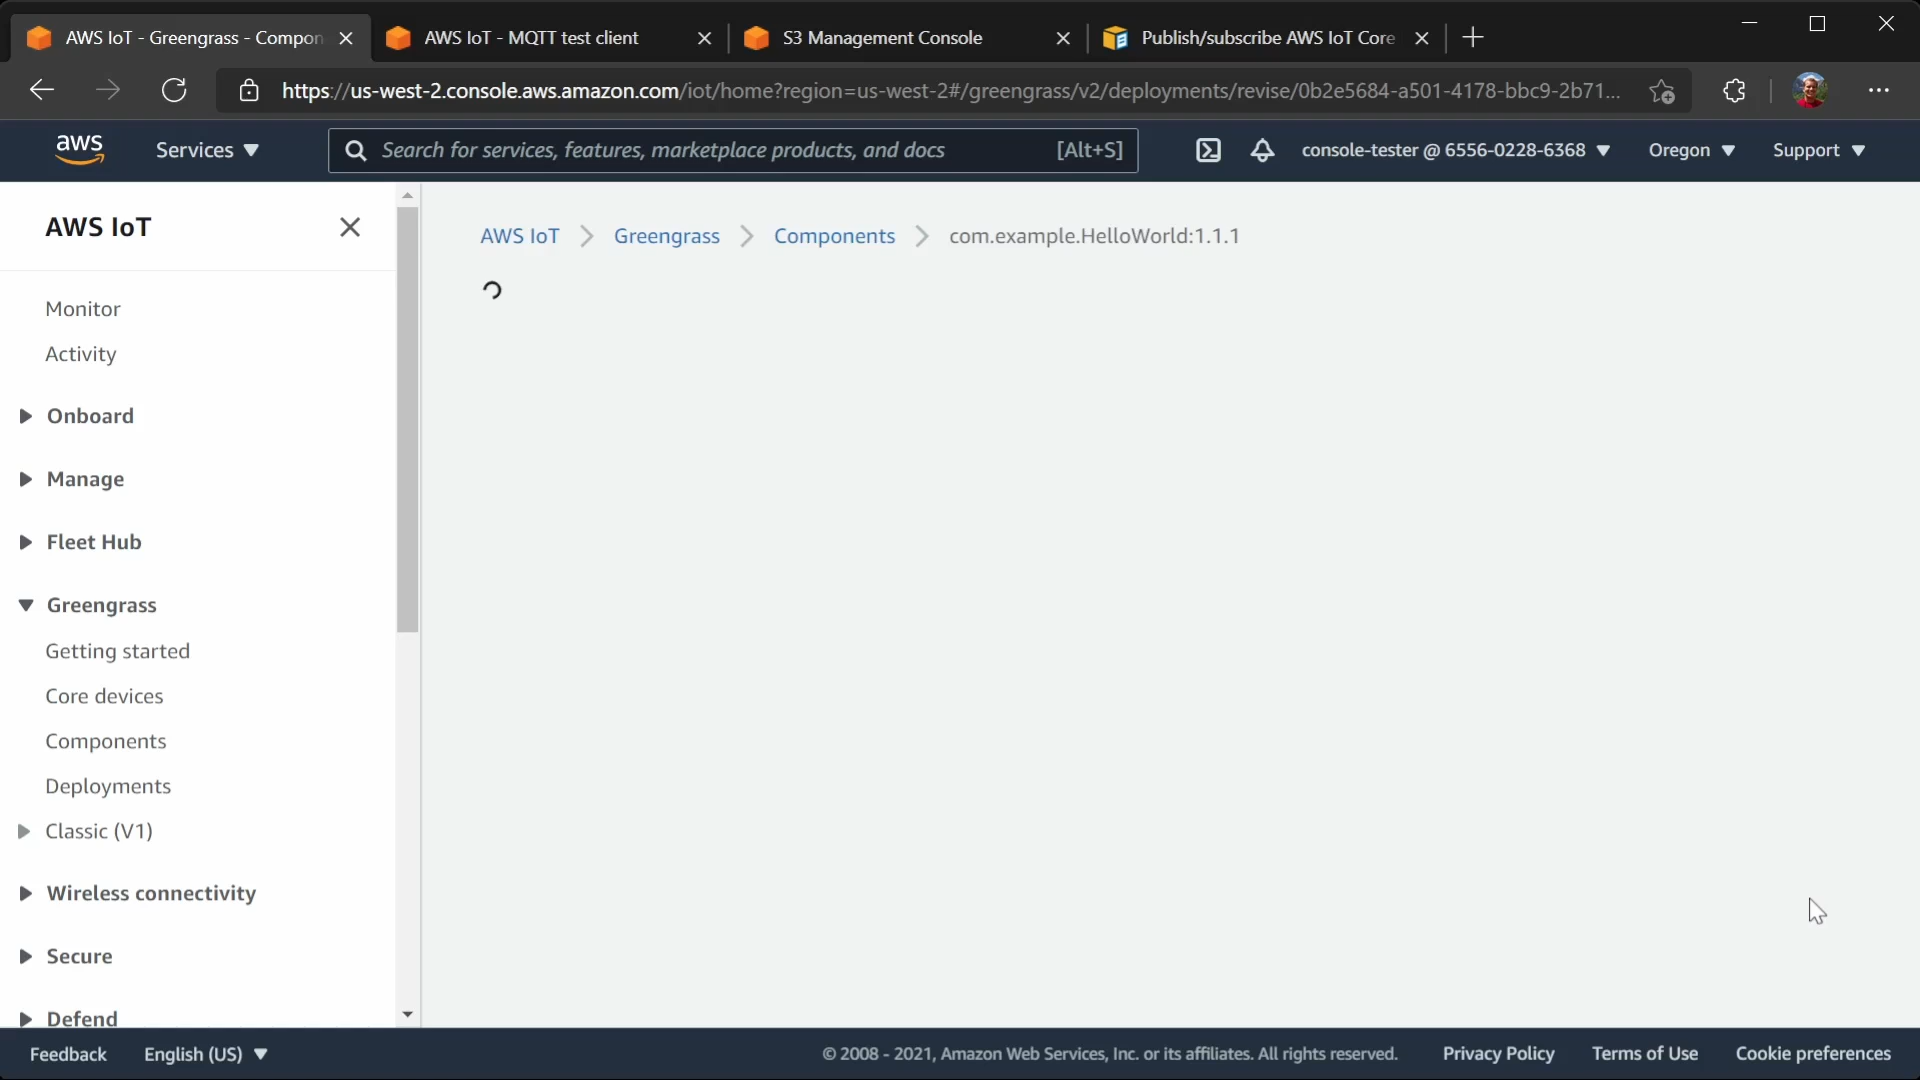 AWS IoT - Greengrass - Compon
AWS IoT - MQTT test client
S3 Management Console
Publish/subscribe AWS IoT Core
https://us-west-2.console.aws.amazon.com/iot/home?region=us-west-2#/greengrass/v2/deployments/revise/0b2e5684-a501-4178-bbc9-2b71...
aws
Services
Search for services, features, marketplace products, and docs
[Alt+S]
console-tester @ 6556-0228-6368
Oregon
Support
AWS IoT
Monitor
Activity
Onboard
Manage
Fleet Hub
Greengrass
Getting started
Core devices
Components
Deployments
Classic (V1)
Wireless connectivity
Secure
Defend
AWS IoT > Greengrass > Components > com.example.HelloWorld:1.1.1
Feedback
English (US)
© 2008 - 2021, Amazon Web Services, Inc. or its affiliates. All rights reserved.
Privacy Policy
Terms of Use
Cookie preferences